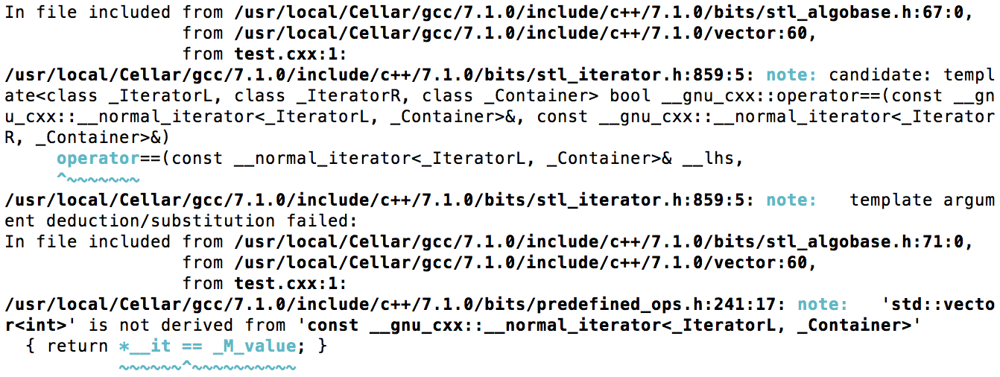 In file included from /usr/local/Cellar/gcc/7.1.0/include/c++/7.1.0/bits/stl_algobase.h:67:0,
                 from /usr/local/Cellar/gcc/7.1.0/include/c++/7.1.0/vector:60,
                 from test.cxx:1:
/usr/local/Cellar/gcc/7.1.0/include/c++/7.1.0/bits/stl_iterator.h:859:5: note: candidate: templ
ate<class _IteratorL, class _IteratorR, class _Container> bool __gnu_cxx::operator==(const __gn
u_cxx::__normal_iterator<_IteratorL, _Container>&, const __gnu_cxx::__normal_iterator<_Iterator
R, _Container>&)
     operator==(const __normal_iterator<_IteratorL, _Container>& __lhs,
     ^~~~~~~~
/usr/local/Cellar/gcc/7.1.0/include/c++/7.1.0/bits/stl_iterator.h:859:5: note:   template argum
ent deduction/substitution failed:
In file included from /usr/local/Cellar/gcc/7.1.0/include/c++/7.1.0/bits/stl_algobase.h:71:0,
                 from /usr/local/Cellar/gcc/7.1.0/include/c++/7.1.0/vector:60,
                 from test.cxx:1:
/usr/local/Cellar/gcc/7.1.0/include/c++/7.1.0/bits/predefined_ops.h:241:17: note:   'std::vecto
r<int>' is not derived from 'const __gnu_cxx::__normal_iterator<_IteratorL, _Container>'
  { return *__it == _M_value; }
           ~~~~~~^~~~~~~~~~~